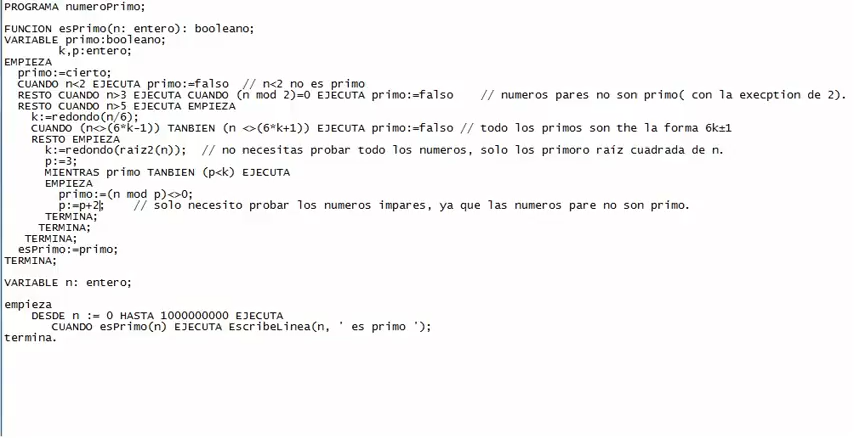 PROGRAMA numeroPrimo;
FUNCION esPrimo(n: entero): booleano;
VARIABLE primo:booleano;
k,p:entero;
EMPIEZA
primo:=cierto;
CUANDO n<2 EJECUTA primo:=falso // n<2 no es primo
RESTO CUANDO n>3 EJECUTA CUANDO (n mod 2)=0 EJECUTA primo:=falso // numeros pares no son primo( con la execption de 2).
RESTO CUANDO n>5 EJECUTA EMPIEZA
k:=redondo(n/6);
CUANDO (n<>(6*k-1)) TANBIEN (n <>(6*k+1)) EJECUTA primo:=falso // todo los primos son the la forma 6k±1
RESTO EMPIEZA
k:=redondo(raiz2(n)); // no necesitas probar todo los numeros, solo los primoro raíz cuadrada de n.
p:=3;
MIENTRAS primo TANBIEN (p<k) EJECUTA
EMPIEZA
primo:=(n mod p)<>0;
p:=p+2; // solo necesito probar los numeros impares, ya que las numeros pare no son primo.
TERMINA;
TERMINA;
TERMINA;
esPrimo:=primo;
TERMINA;
VARIABLE n: entero;
empieza
DESDE n := 0 HASTA 1000000000 EJECUTA
CUANDO esPrimo(n) EJECUTA EscribeLinea(n, ' es primo ');
termina.